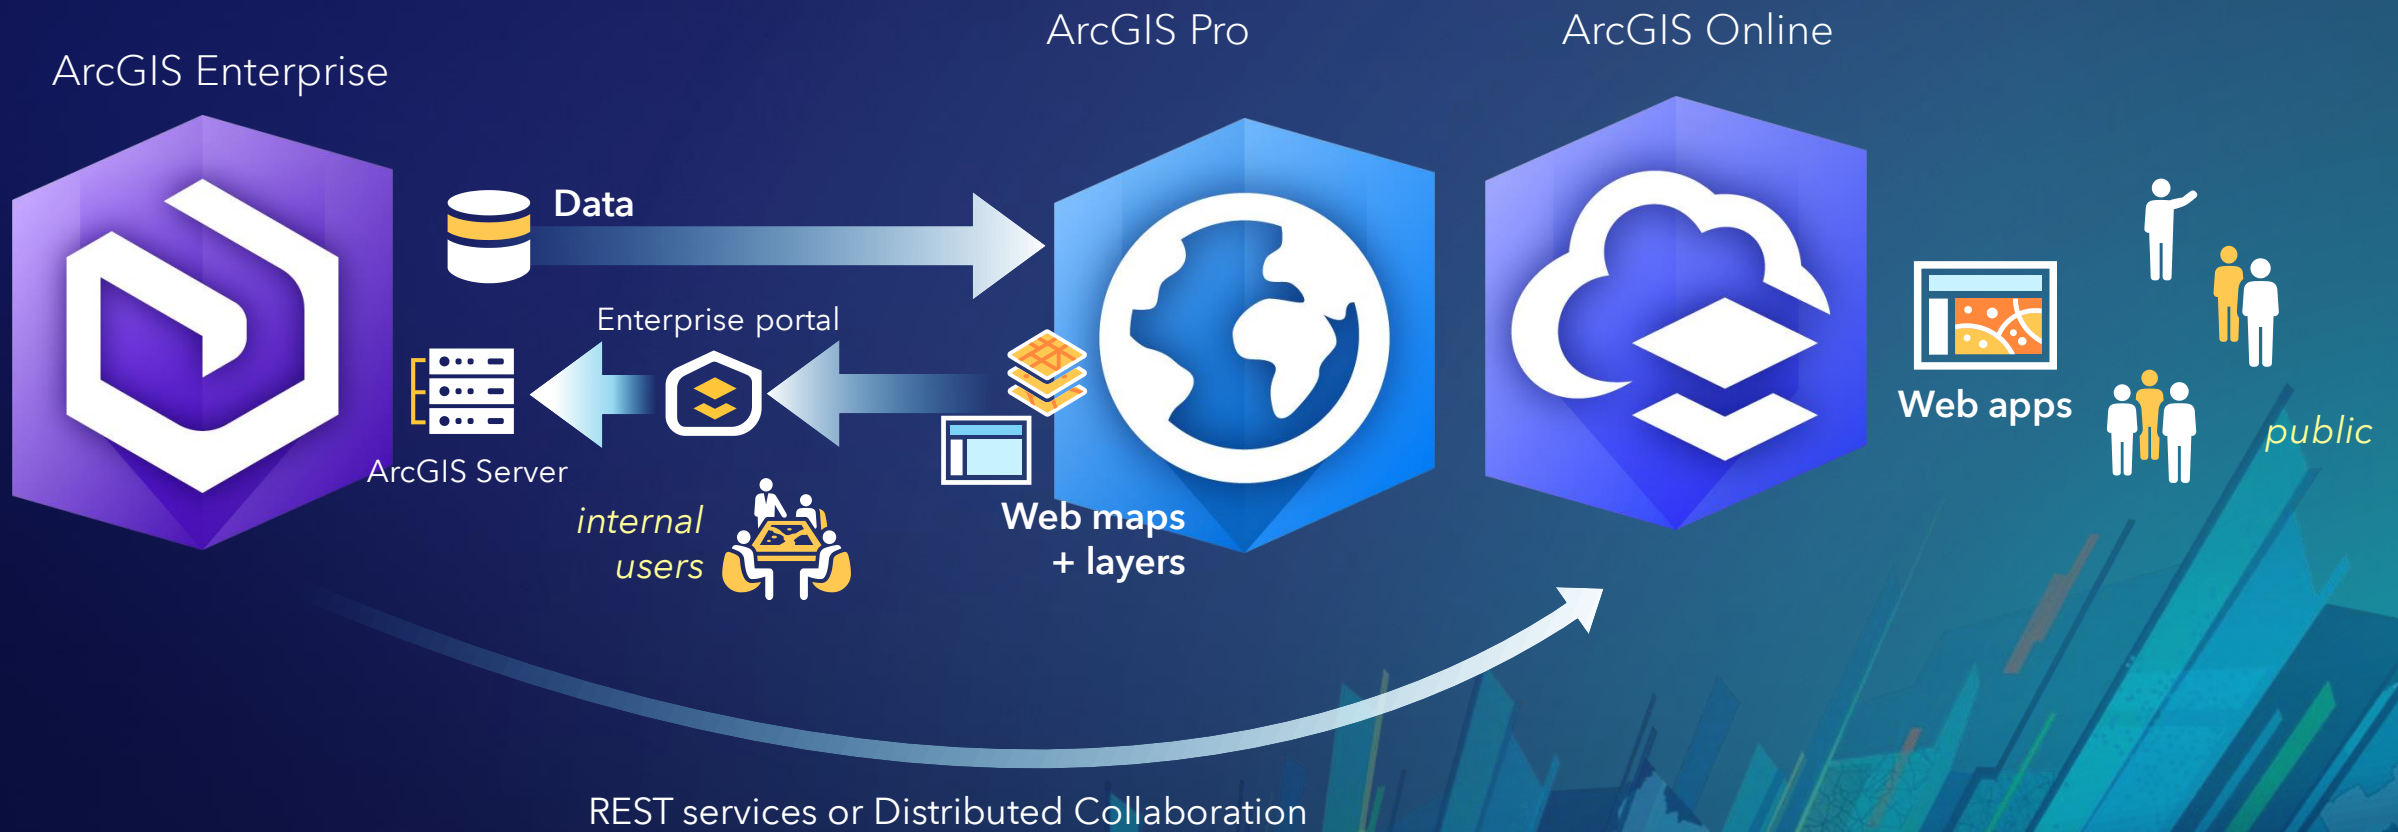 ArcGIS Enterprise
ArcGIS Pro
ArcGIS Online
Data
Enterprise portal
ArcGIS Server
internal
users
Web maps
+ layers
Web apps
public
REST services or Distributed Collaboration